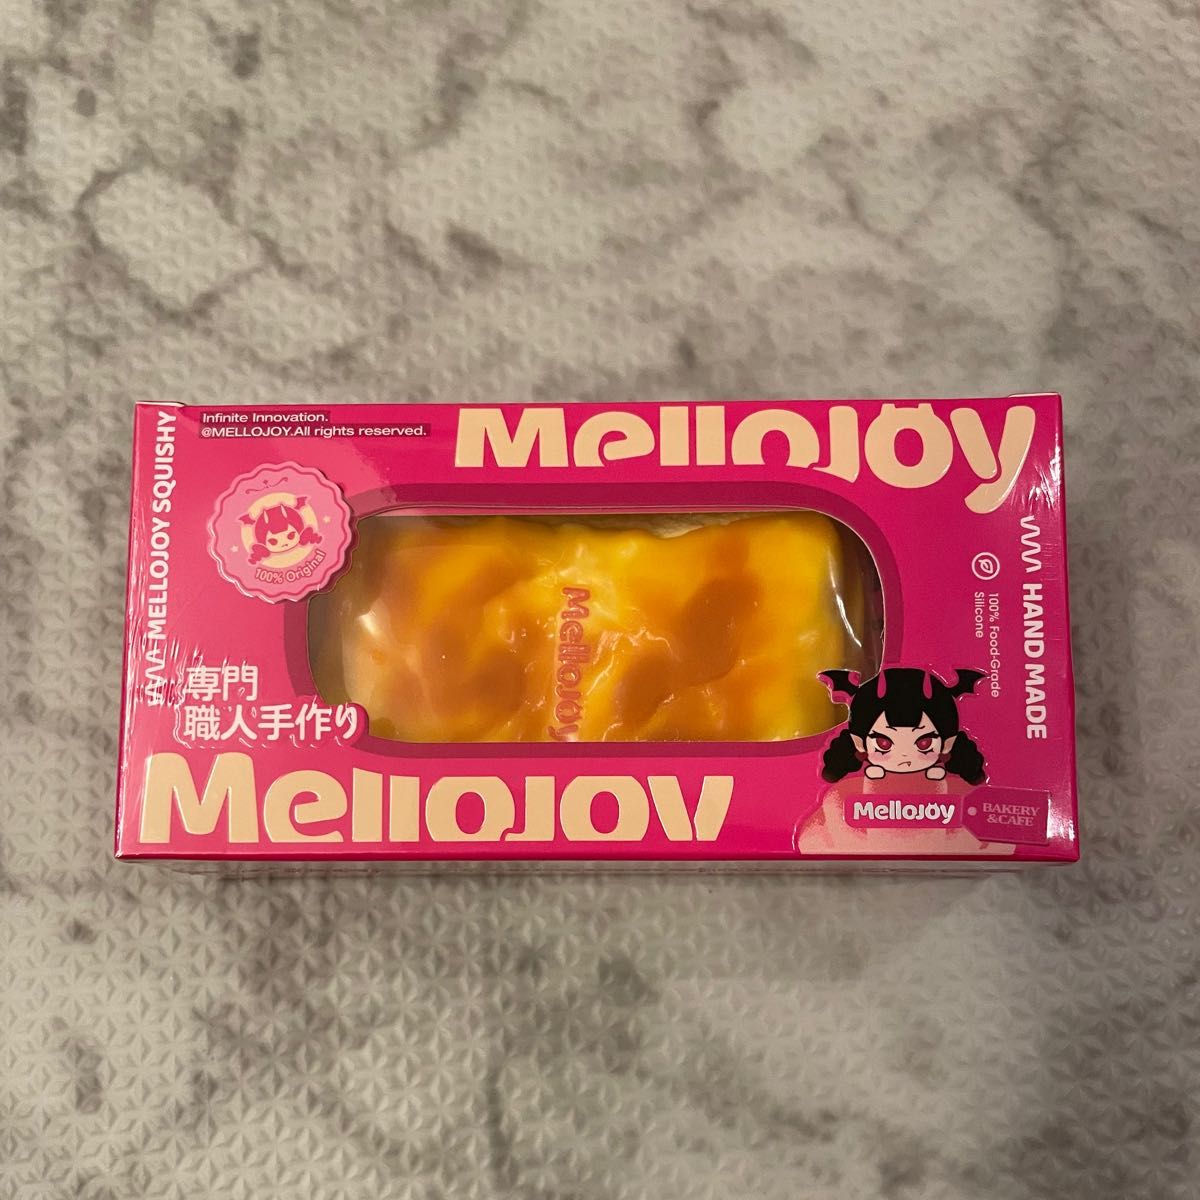 Infinite Innovation.
@MELLOJOY.All rights reserved.
MelloJoy
MELLOJOY SQUISHY
100% Original
MelloJoy
HAND MADE
100% Food-Grade
Silicone
専門
職人手作り
MelloJoy
MelloJoy
BAKERY
&CAFE